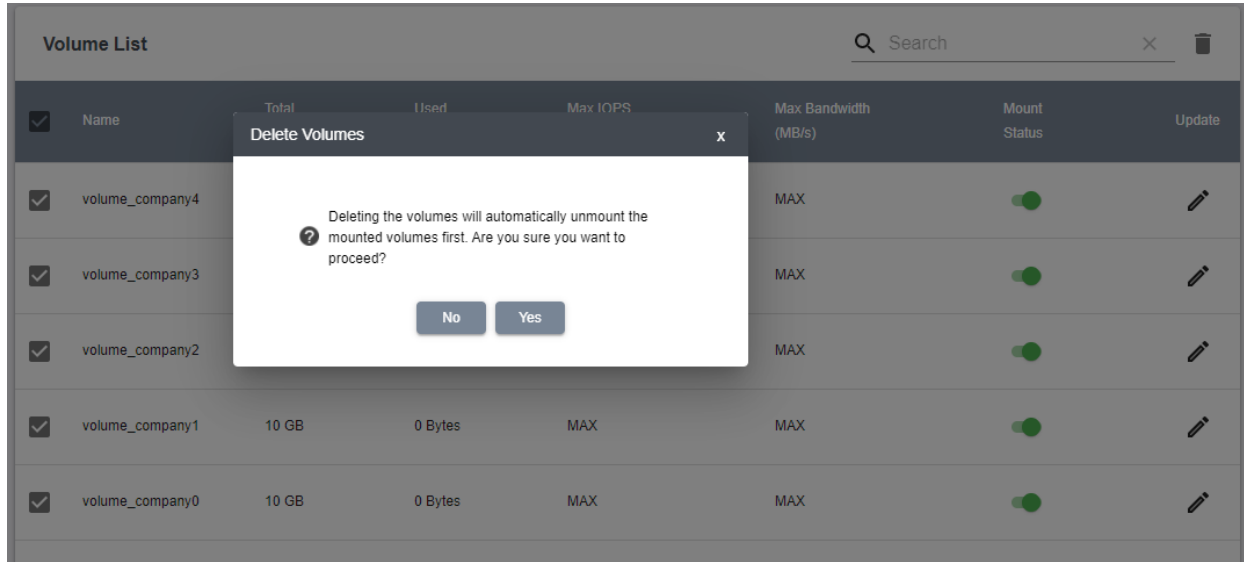 Volume List
Search
Name Total Used Max IOPS Max Bandwidth Mount Update
(MB/s) Status
Delete Volumes x
volume_company4 MAX
Deleting the volumes will automatically unmount the
mounted volumes first. Are you sure you want to
proceed?
volume_company3 MAX
No Yes
volume_company2 MAX
volume_company1 10 GB 0 Bytes MAX MAX
volume_company0 10 GB 0 Bytes MAX MAX